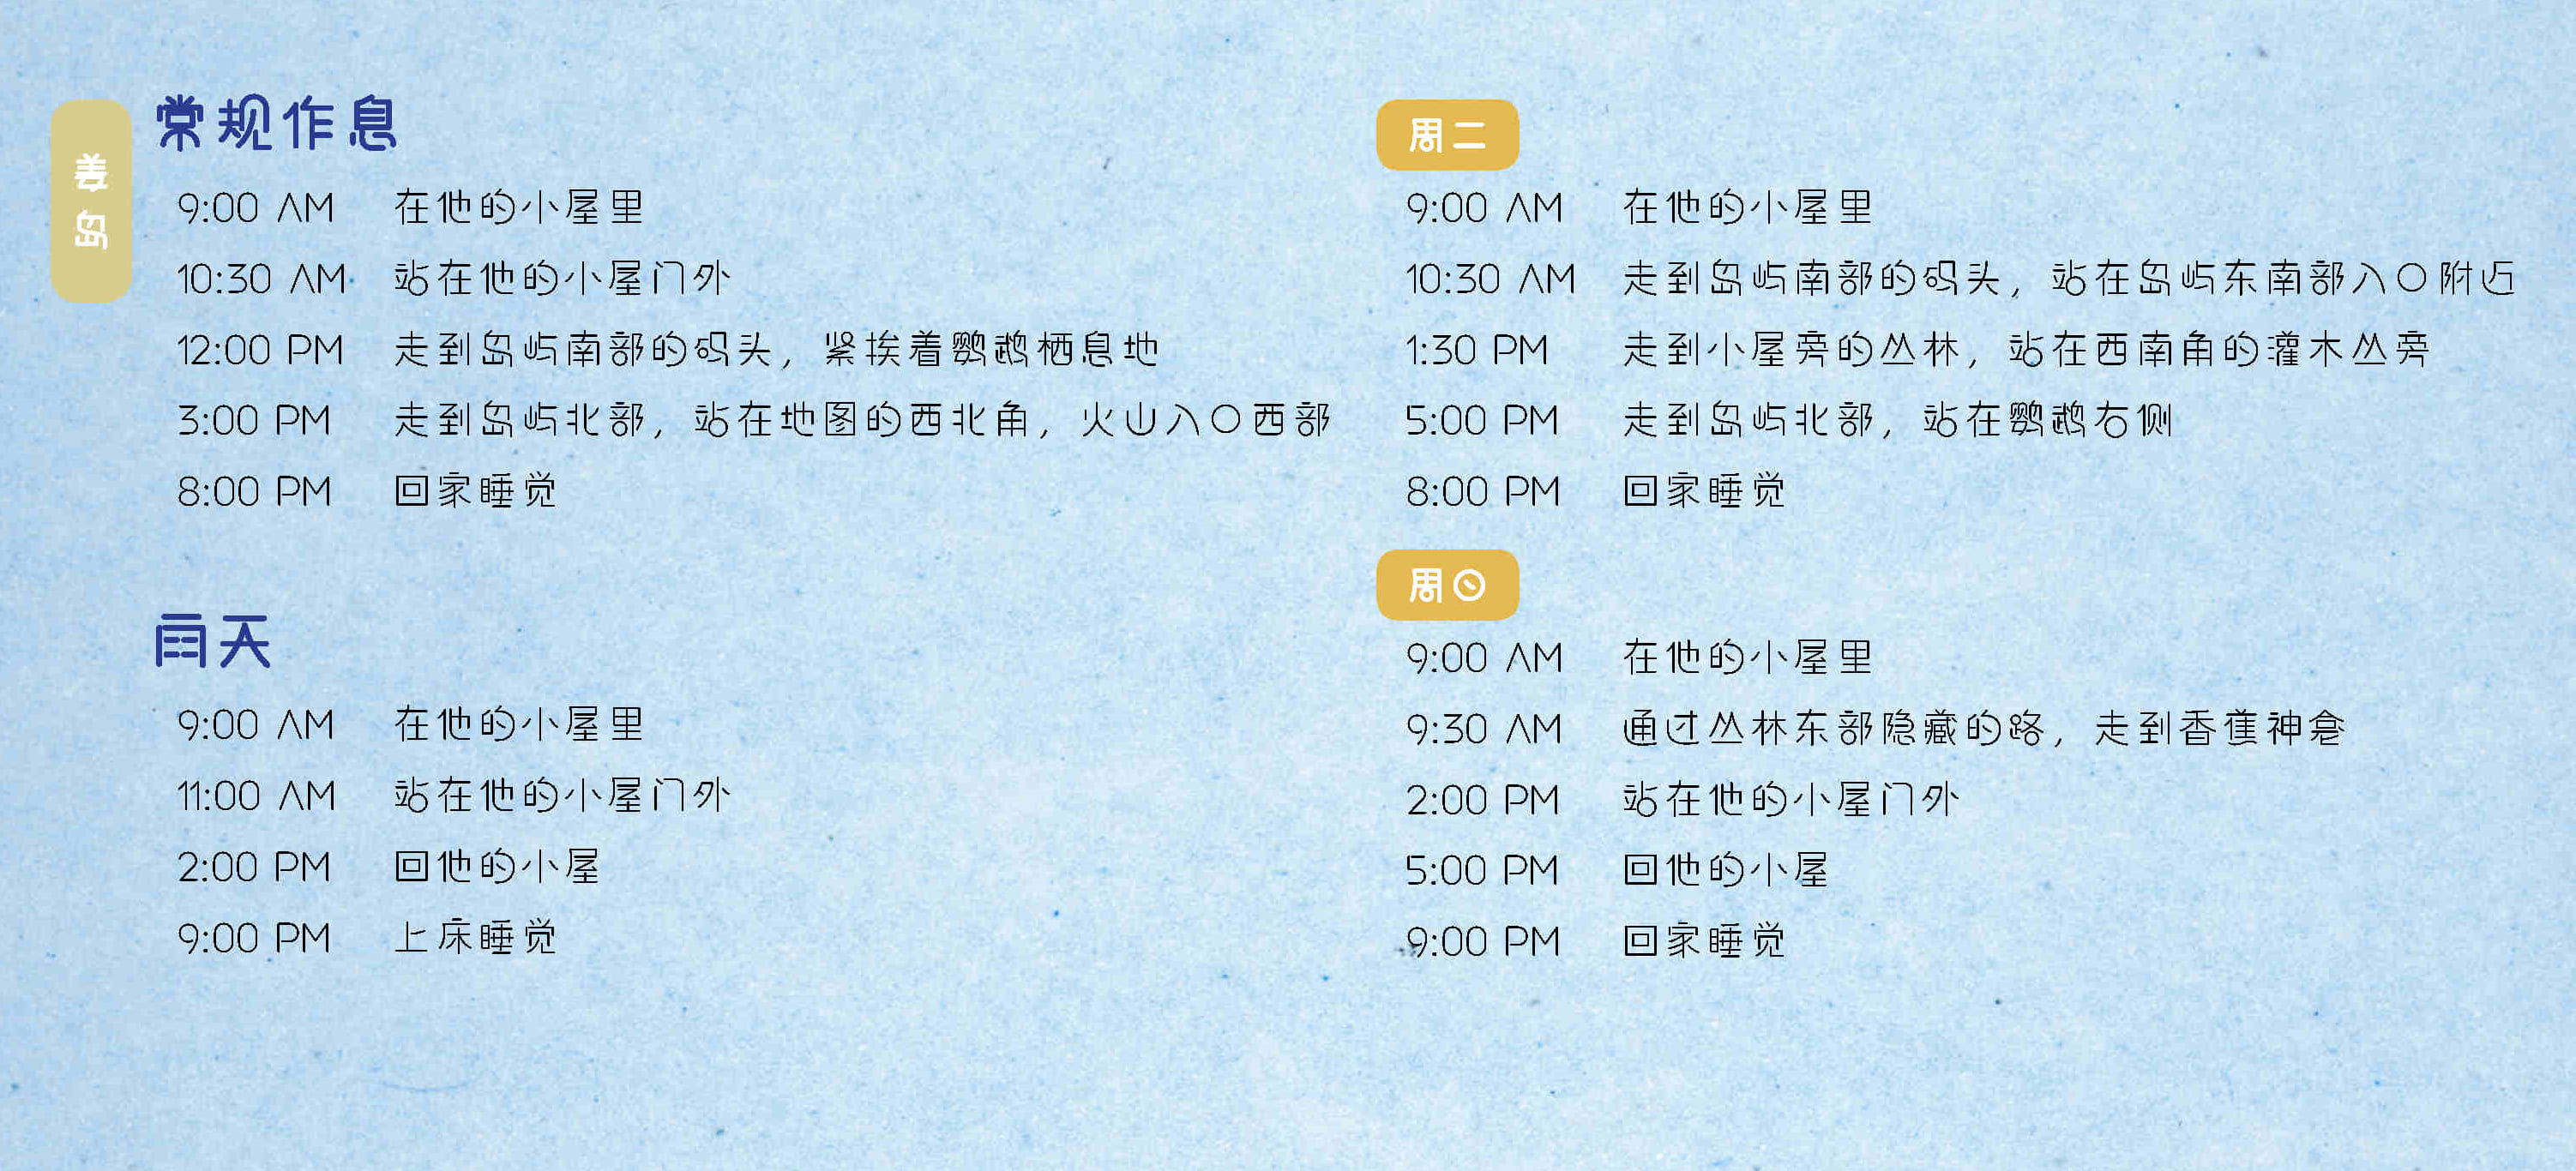 姜岛
常规作息
9:00 AM 在他的小屋里
10:30 AM 站在他的小屋门外
12:00 PM 走到岛屿南部的码头，紧挨着鹦鹉栖息地
3:00 PM 走到岛屿北部，站在地图的西北角，火山入口西部
8:00 PM 回家睡觉
雨天
9:00 AM 在他的小屋里
11:00 AM 站在他的小屋门外
2:00 PM 回他的小屋
9:00 PM 上床睡觉
周二
9:00 AM 在他的小屋里
10:30 AM 走到岛屿南部的码头，站在岛屿东南部入口附近
1:30 PM 走到小屋旁的丛林，站在西南角的灌木丛旁
5:00 PM 走到岛屿北部，站在鹦鹉右侧
8:00 PM 回家睡觉
周日
9:00 AM 在他的小屋里
9:30 AM 通过丛林东部隐藏的路，走到香蕉神龛
2:00 PM 站在他的小屋门外
5:00 PM 回他的小屋
9:00 PM 回家睡觉